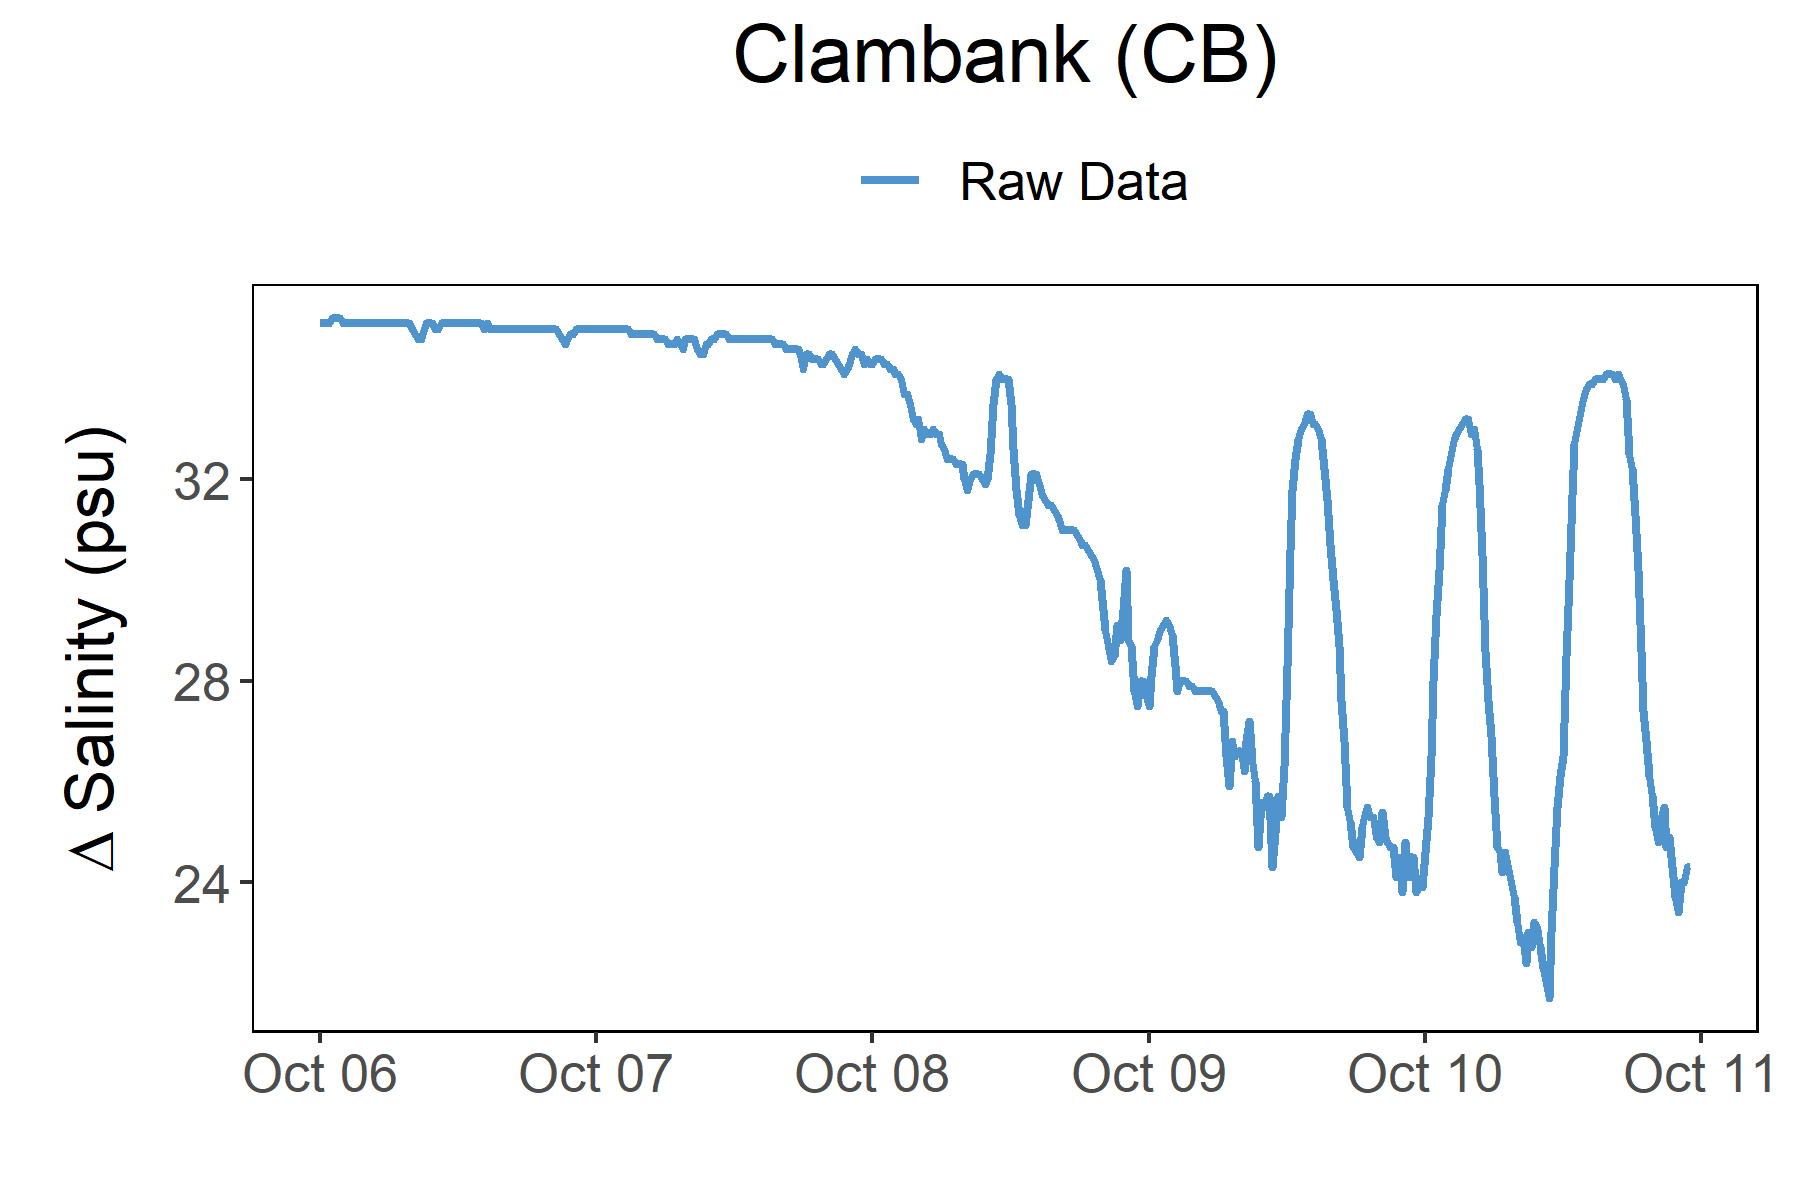 Clambank (CB)
Raw Data
Δ Salinity (psu)
32
28
24
Oct 06 Oct 07 Oct 08 Oct 09 Oct 10 Oct 11